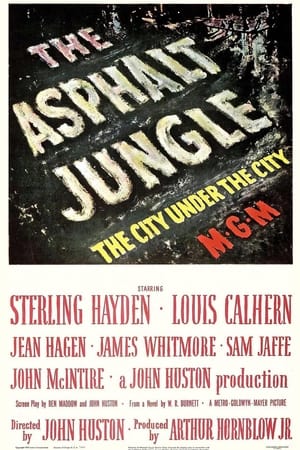 THE
ASPHALT
JUNGLE
THE CITY UNDER THE CITY
M-G-M
STARRING
STERLING HAYDEN · LOUIS CALHERN
JEAN HAGEN · JAMES WHITMORE · SAM JAFFE
JOHN McINTIRE · a JOHN HUSTON production
Screen Play by BEN MADDOW and JOHN HUSTON · From a Novel by W. R. BURNETT · A METRO-GOLDWYN-MAYER PICTURE
Directed by JOHN HUSTON · Produced by ARTHUR HORNBLOW JR.